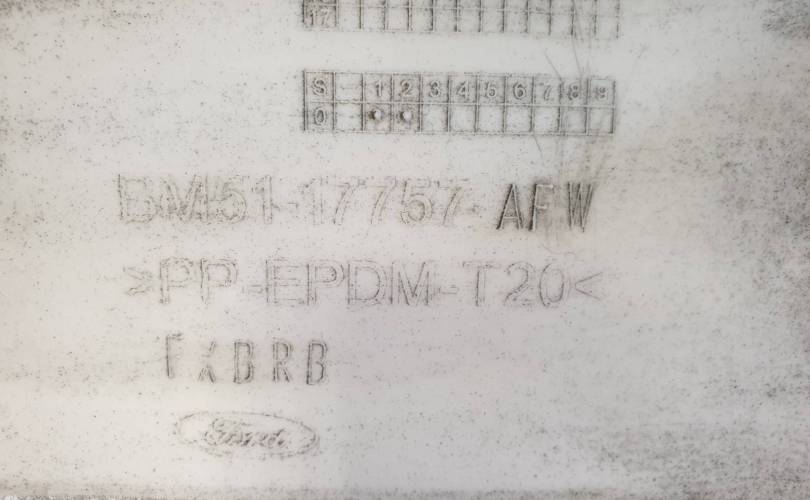 17
S 1 2 3 4 5 6 7 8 9
0
BM51-17757-AFW
>PP-EPDM-T20<
FXBRB
Ford